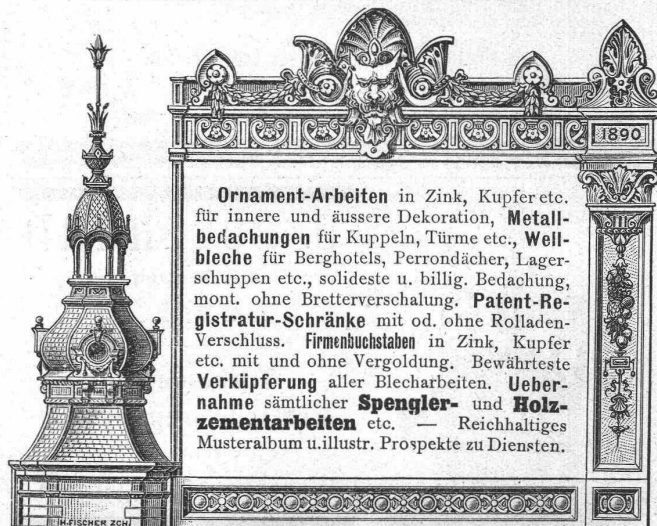 1890
Ornament-Arbeiten in Zink, Kupfer etc.
für innere und äussere Dekoration, Metall-
bedachungen für Kuppeln, Türme etc., Well-
bleche für Berghotels, Perrondächer, Lager-
schuppen etc., solideste u. billig. Bedachung,
mont. ohne Bretterverschalung. Patent-Re-
gistratur-Schränke mit od. ohne Rolladen-
Verschluss. Firmenbuchstaben in Zink, Kupfer
etc. mit und ohne Vergoldung. Bewährteste
Verküpferung aller Blecharbeiten. Ueber-
nahme sämtlicher Spengler- und Holz-
zementarbeiten etc. — Reichhaltiges
Musteralbum u. illustr. Prospekte zu Diensten.
H. FISCHER ZCH